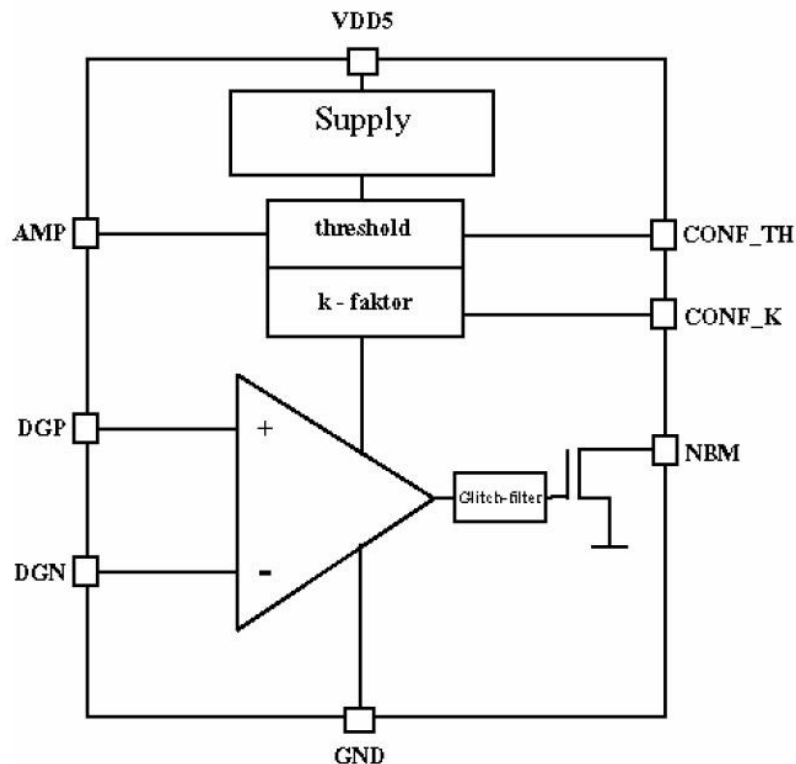 VDD5
Supply
AMP
threshold
CONF_TH
k - faktor
CONF_K
DGP
+
NBM
Glitch-filter
DGN
-
GND